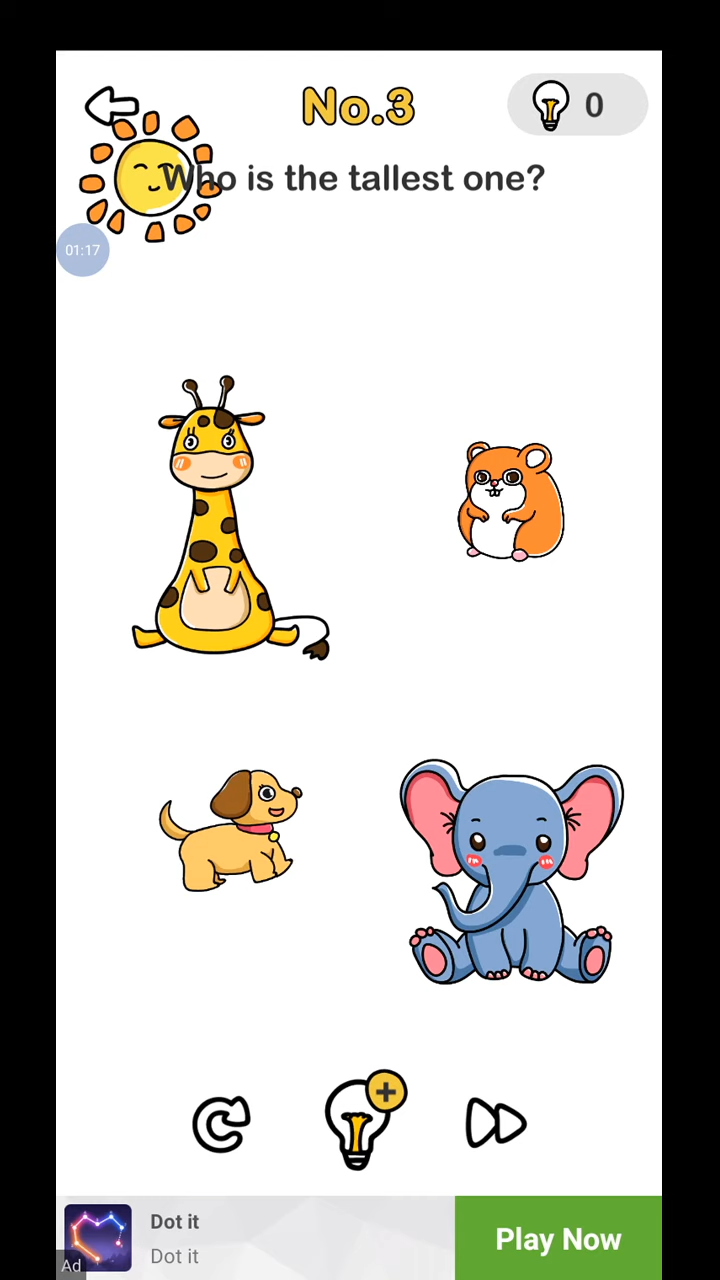 No.3
0
Who is the tallest one?
01:17
Dot it
Dot it
Play Now
Ad